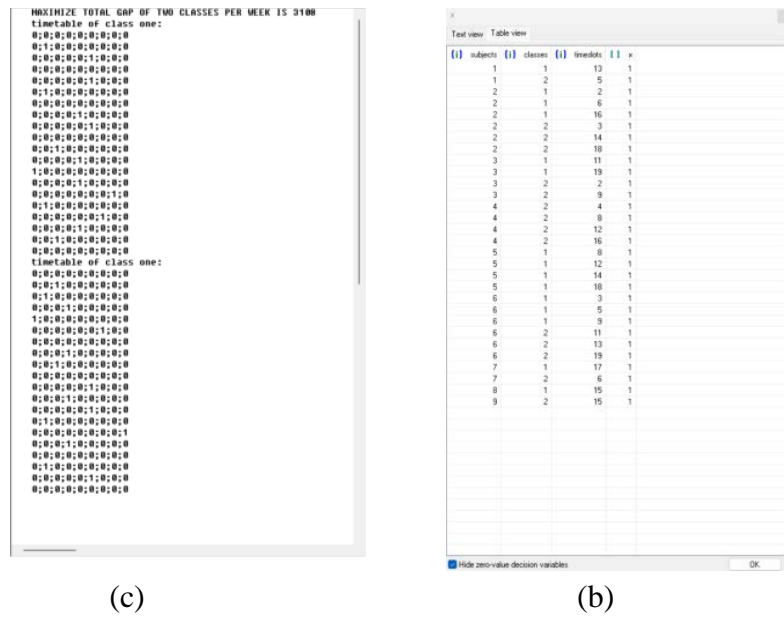 MAXIMIZE TOTAL GAP OF TWO CLASSES PER WEEK IS 3108
timetable of class one:
0;0;0;0;0;0;0;0;0
0;1;0;0;0;0;0;0;0
0;0;0;0;0;1;0;0;0
0;0;0;0;0;0;0;0;0
0;0;0;0;0;1;0;0;0
0;1;0;0;0;0;0;0;0
0;0;0;0;0;0;0;0;0
0;0;0;0;1;0;0;0;0
0;0;0;0;0;1;0;0;0
0;0;0;0;0;0;0;0;0
0;0;1;0;0;0;0;0;0
0;0;0;0;1;0;0;0;0
1;0;0;0;0;0;0;0;0
0;0;0;0;1;0;0;0;0
0;0;0;0;0;0;0;1;0
0;1;0;0;0;0;0;0;0
0;0;0;0;0;0;1;0;0
0;0;0;0;1;0;0;0;0
0;0;1;0;0;0;0;0;0
0;0;0;0;0;0;0;0;0
timetable of class one:
0;0;0;0;0;0;0;0;0
0;0;1;0;0;0;0;0;0
0;1;0;0;0;0;0;0;0
0;0;0;1;0;0;0;0;0
1;0;0;0;0;0;0;0;0
0;0;0;0;0;0;1;0;0
0;0;0;0;0;0;0;0;0
0;0;0;1;0;0;0;0;0
0;0;1;0;0;0;0;0;0
0;0;0;0;0;0;0;0;0
0;0;0;0;0;1;0;0;0
0;0;0;1;0;0;0;0;0
0;0;0;0;0;1;0;0;0
0;1;0;0;0;0;0;0;0
0;0;0;0;0;0;0;0;1
0;0;0;1;0;0;0;0;0
0;0;0;0;0;0;0;0;0
0;1;0;0;0;0;0;0;0
0;0;0;0;0;1;0;0;0
0;0;0;0;0;0;0;0;0
(c)
x
Text view Table view
{i} subjects {i} classes {i} timeslots [ ] x
1 1 13 1
1 2 5 1
2 1 2 1
2 1 6 1
2 1 16 1
2 2 3 1
2 2 14 1
2 2 18 1
3 1 11 1
3 1 19 1
3 2 2 1
3 2 9 1
4 2 4 1
4 2 8 1
4 2 12 1
4 2 16 1
5 1 8 1
5 1 12 1
5 1 14 1
5 1 18 1
6 1 3 1
6 1 5 1
6 1 9 1
6 2 11 1
6 2 13 1
6 2 19 1
7 1 17 1
7 2 6 1
8 1 15 1
9 2 15 1
Hide zero-value decision variables OK
(b)